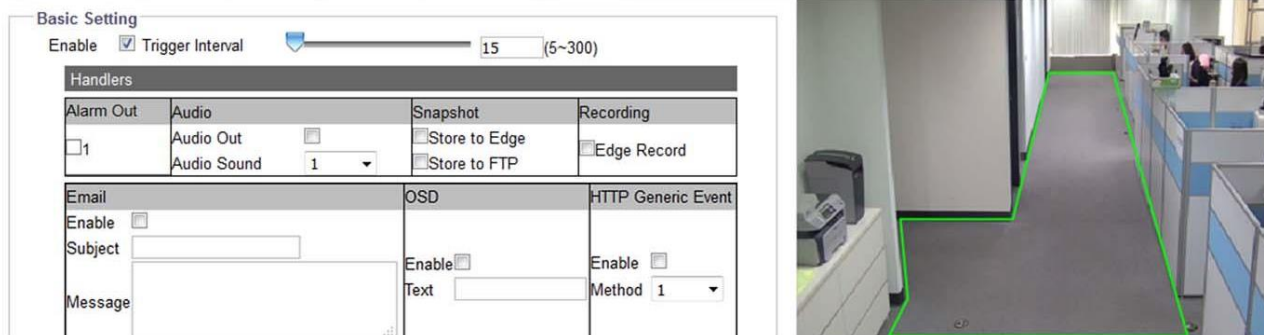 Basic Setting
Enable Trigger Interval 15 (5~300)
Handlers
Alarm Out Audio Snapshot Recording
1 Audio Out Store to Edge Edge Record
Audio Sound 1 Store to FTP
Email OSD HTTP Generic Event
Enable
Subject
Enable Enable
Message Text Method 1